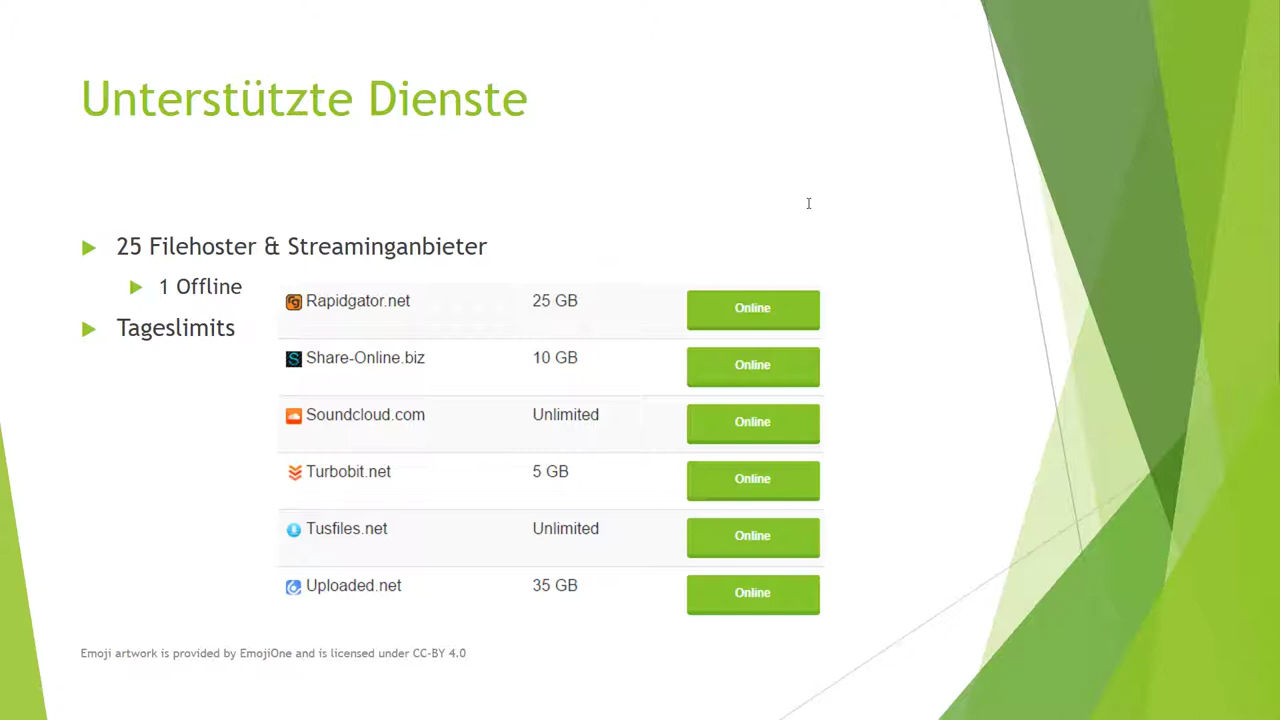 Unterstützte Dienste
25 Filehoster & Streaminganbieter
1 Offline
Tageslimits
Rapidgator.net 25 GB Online
Share-Online.biz 10 GB Online
Soundcloud.com Unlimited Online
Turbobit.net 5 GB Online
Tusfiles.net Unlimited Online
Uploaded.net 35 GB Online
Emoji artwork is provided by EmojiOne and is licensed under CC-BY 4.0